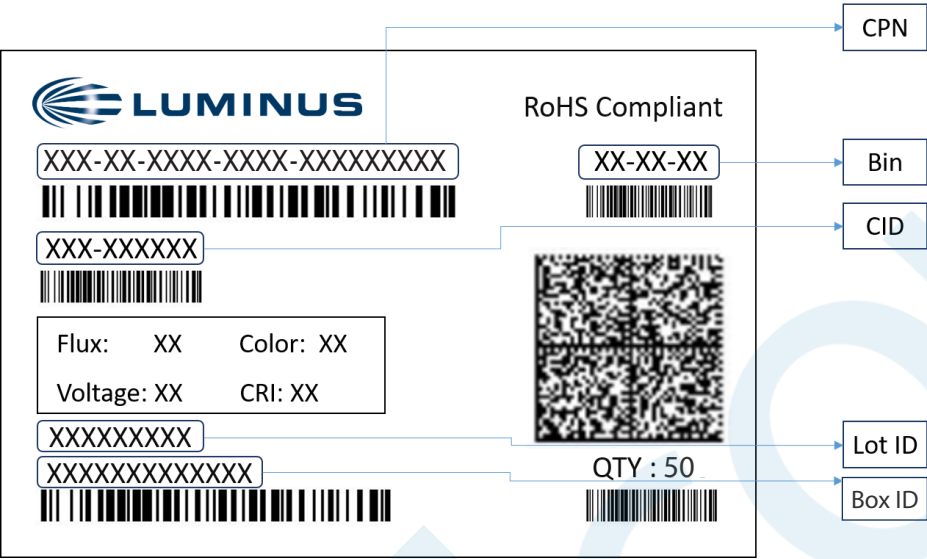 CPN
LUMINUS
RoHS Compliant
XXX-XX-XXXX-XXXX-XXXXXXXXX
XX-XX-XX
Bin
XXX-XXXXXX
CID
Flux: XX Color: XX
Voltage: XX CRI: XX
XXXXXXXXX
Lot ID
XXXXXXXXXXXXX
QTY : 50
Box ID